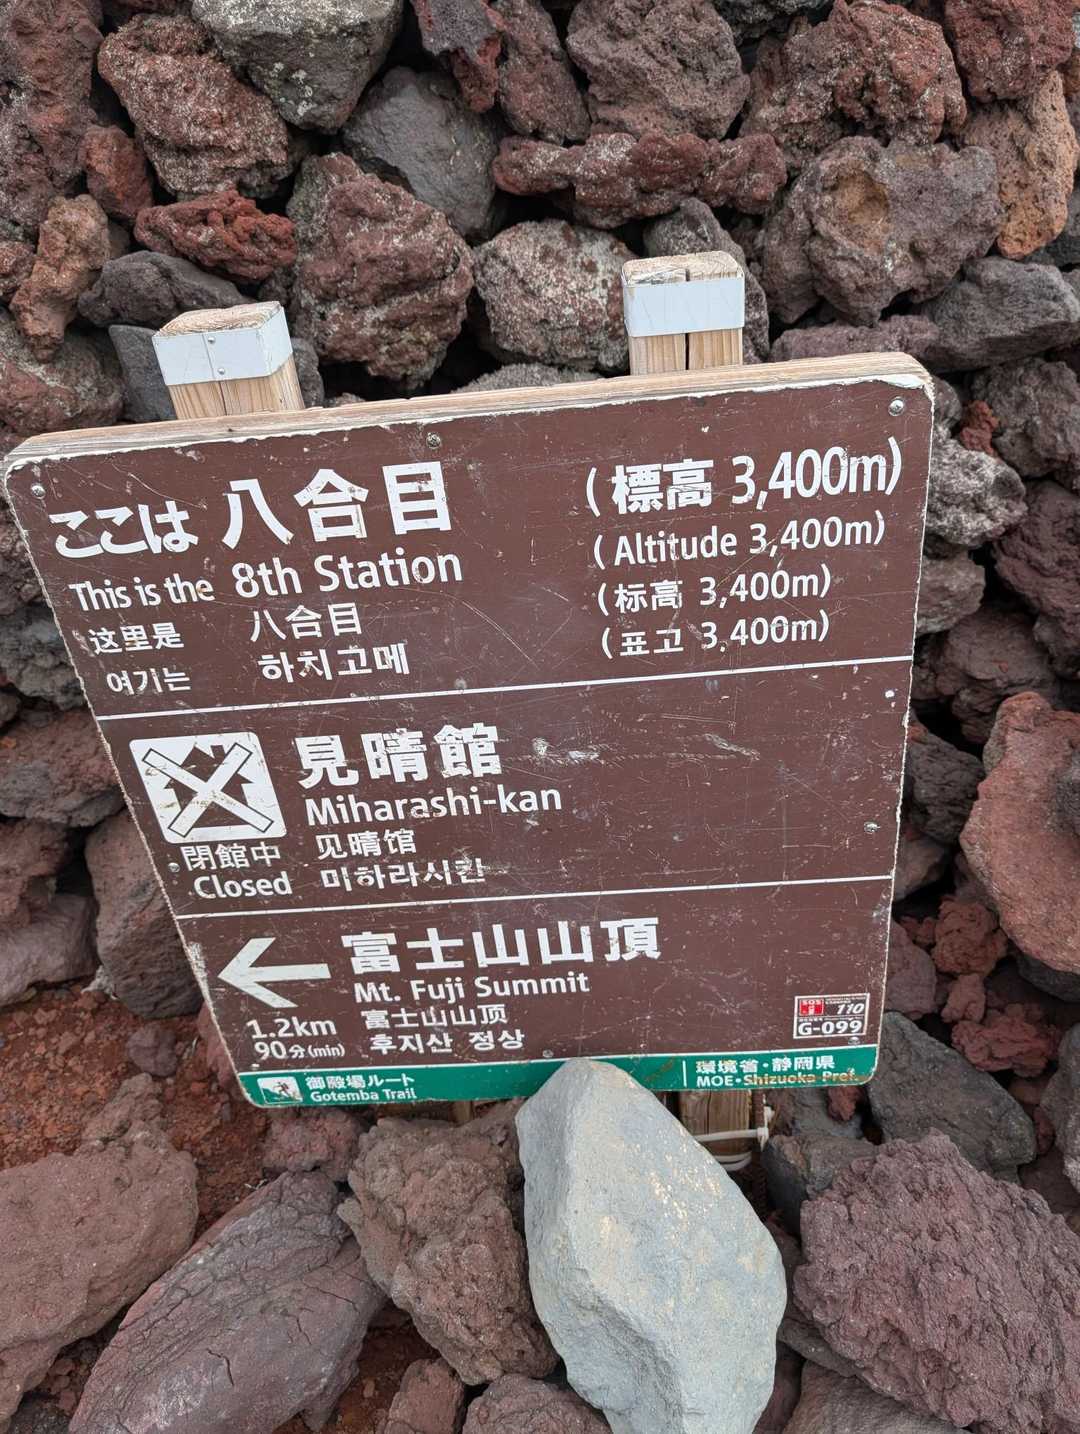 ここは 八合目 (標高 3,400m)
This is the 8th Station (Altitude 3,400m)
这里是 八合目 (标高 3,400m)
여기는 하치고메 (표고 3,400m)
見晴館
Miharashi-kan
见晴馆
미하라시칸
閉館中
Closed
富士山山頂
Mt. Fuji Summit
富士山山顶
후지산 정상
1.2km
90分(min)
SOS
110
G-099
御殿場ルート
Gotemba Trail
環境省・静岡県
MOE・Shizuoka Pref.